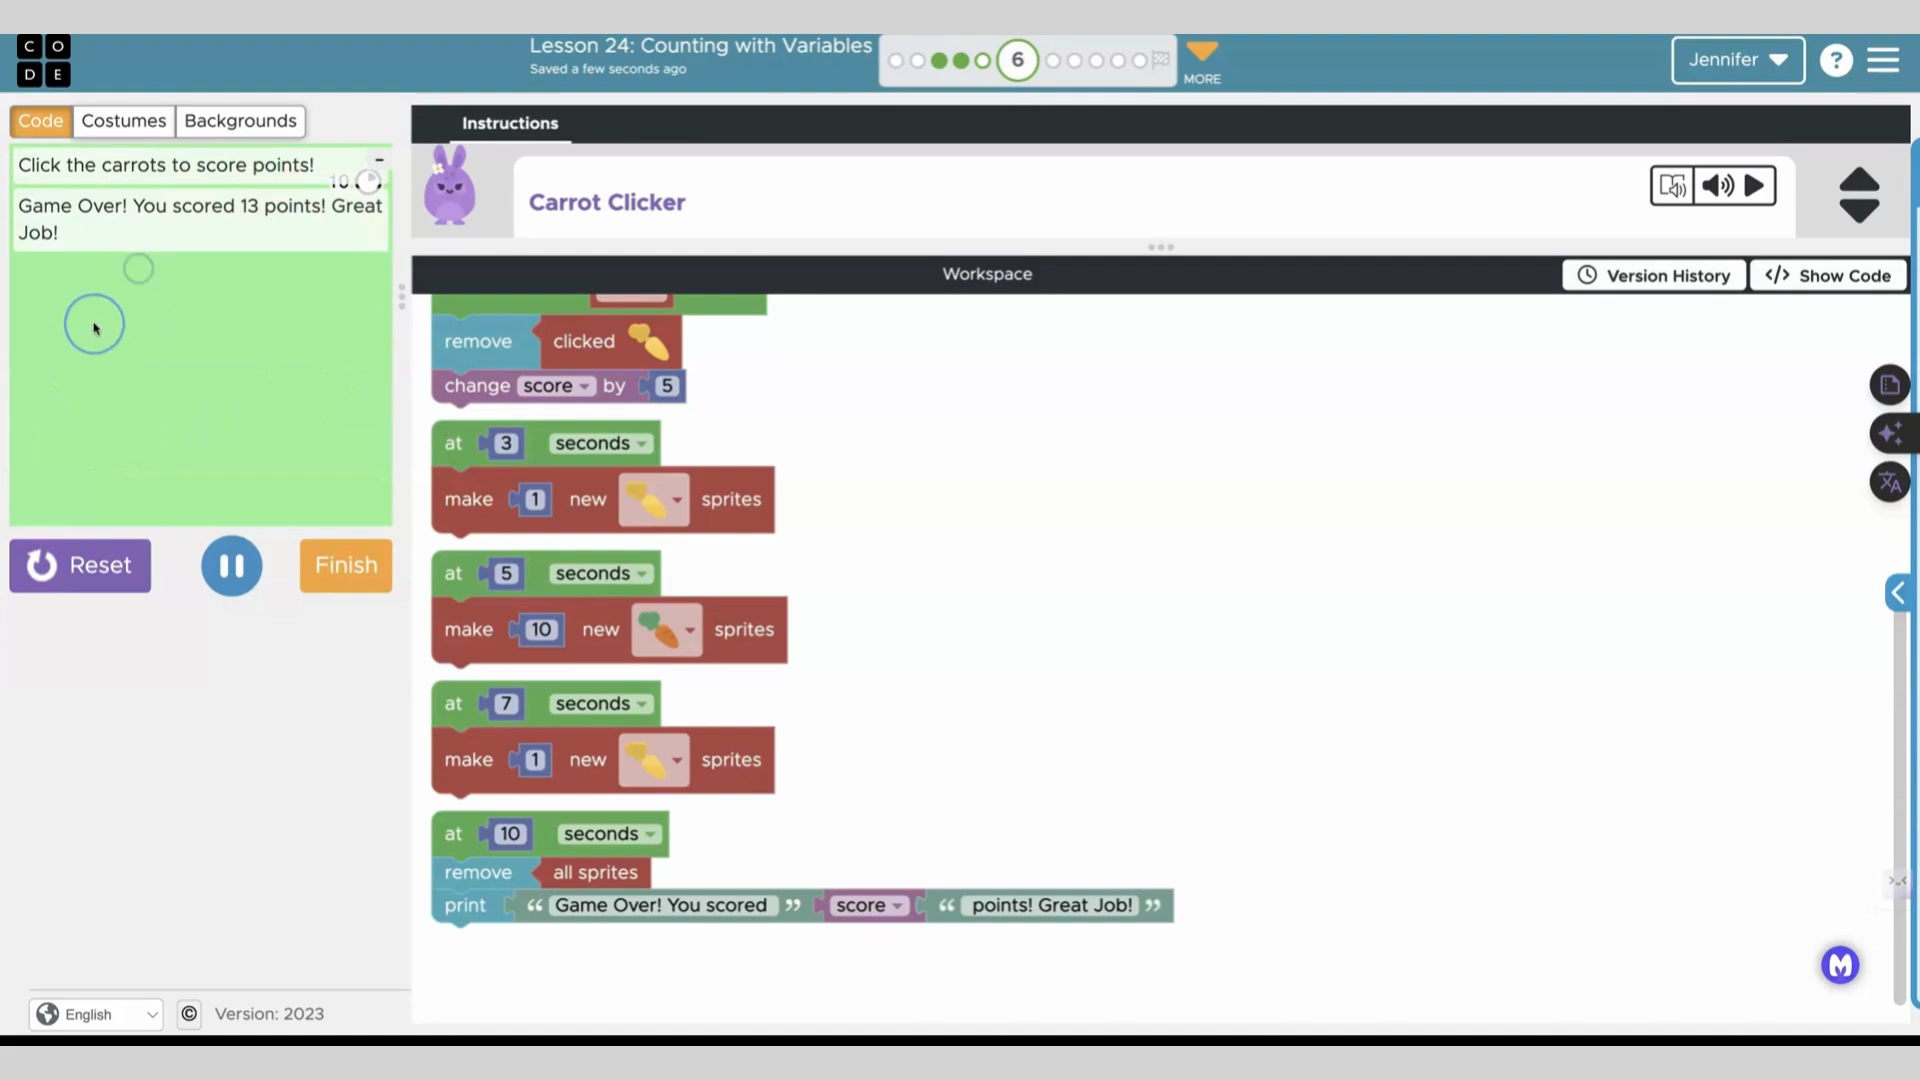 C O
D E
Lesson 24: Counting with Variables
Saved a few seconds ago
6
MORE
Jennifer
?
Code Costumes Backgrounds
Click the carrots to score points!
10
Game Over! You scored 13 points! Great
Job!
Reset
Finish
Instructions
Carrot Clicker
Workspace
Version History
</> Show Code
remove clicked
change score by 5
at 3 seconds
make 1 new sprites
at 5 seconds
make 10 new sprites
at 7 seconds
make 1 new sprites
at 10 seconds
remove all sprites
print “ Game Over! You scored ” score “ points! Great Job! ”
English
© Version: 2023